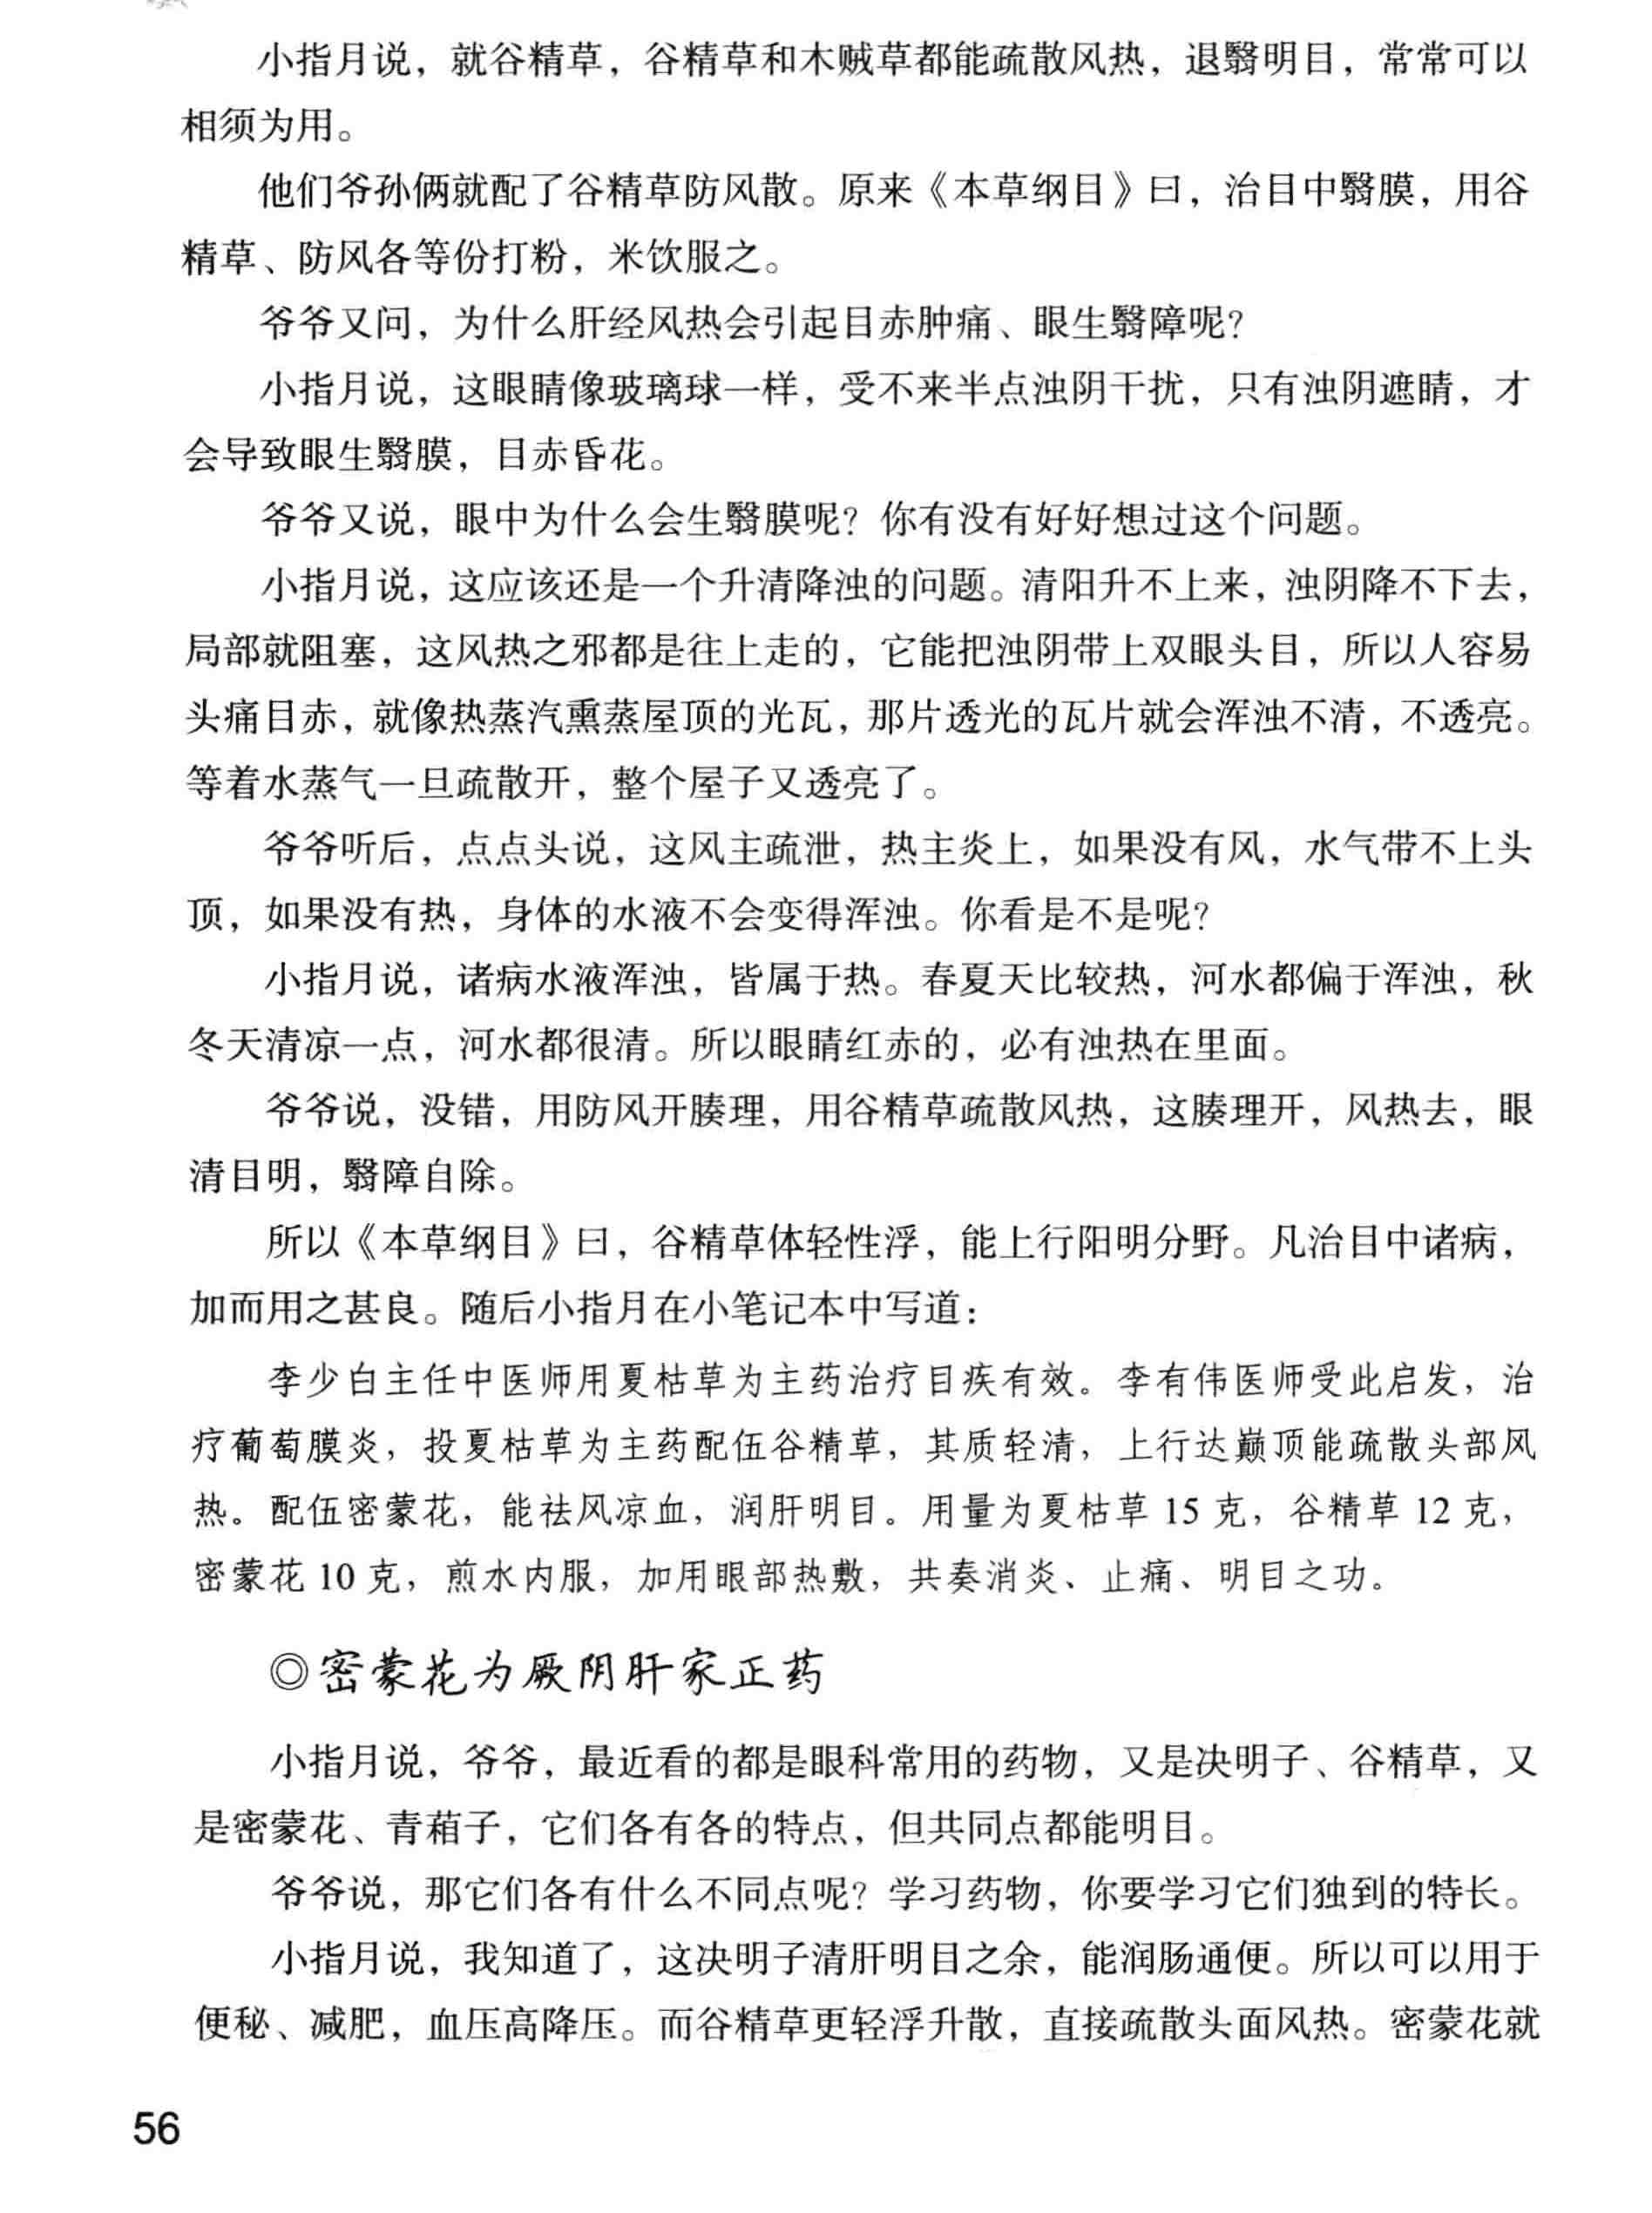 小指月说，就谷精草，谷精草和木贼草都能疏散风热，退翳明目，常常可以
相须为用。
他们爷孙俩就配了谷精草防风散。原来《本草纲目》曰，治目中翳膜，用谷
精草、防风各等份打粉，米饮服之。
爷爷又问，为什么肝经风热会引起目赤肿痛、眼生翳障呢？
小指月说，这眼睛像玻璃球一样，受不来半点浊阴干扰，只有浊阴遮睛，才
会导致眼生翳膜，目赤昏花。
爷爷又说，眼中为什么会生翳膜呢？你有没有好好想过这个问题。
小指月说，这应该还是一个升清降浊的问题。清阳升不上来，浊阴降不下去，
局部就阻塞，这风热之邪都是往上走的，它能把浊阴带上双眼头目，所以人容易
头痛目赤，就像热蒸汽熏蒸屋顶的光瓦，那片透光的瓦片就会浑浊不清，不透亮。
等着水蒸气一旦疏散开，整个屋子又透亮了。
爷爷听后，点点头说，这风主疏泄，热主炎上，如果没有风，水气带不上头
顶，如果没有热，身体的水液不会变得浑浊。你看是不是呢？
小指月说，诸病水液浑浊，皆属于热。春夏天比较热，河水都偏于浑浊，秋
冬天清凉一点，河水都很清。所以眼睛红赤的，必有浊热在里面。
爷爷说，没错，用防风开腠理，用谷精草疏散风热，这腠理开，风热去，眼
清目明，翳障自除。
所以《本草纲目》曰，谷精草体轻性浮，能上行阳明分野。凡治目中诸病，
加而用之甚良。随后小指月在小笔记本中写道：
李少白主任中医师用夏枯草为主药治疗目疾有效。李有伟医师受此启发，治
疗葡萄膜炎，投夏枯草为主药配伍谷精草，其质轻清，上行达巅顶能疏散头部风
热。配伍密蒙花，能祛风凉血，润肝明目。用量为夏枯草 15 克，谷精草 12 克，
密蒙花 10 克，煎水内服，加用眼部热敷，共奏消炎、止痛、明目之功。
◎密蒙花为厥阴肝家正药
小指月说，爷爷，最近看的都是眼科常用的药物，又是决明子、谷精草，又
是密蒙花、青葙子，它们各有各的特点，但共同点都能明目。
爷爷说，那它们各有什么不同点呢？学习药物，你要学习它们独到的特长。
小指月说，我知道了，这决明子清肝明目之余，能润肠通便。所以可以用于
便秘、减肥，血压高降压。而谷精草更轻浮升散，直接疏散头面风热。密蒙花就
56